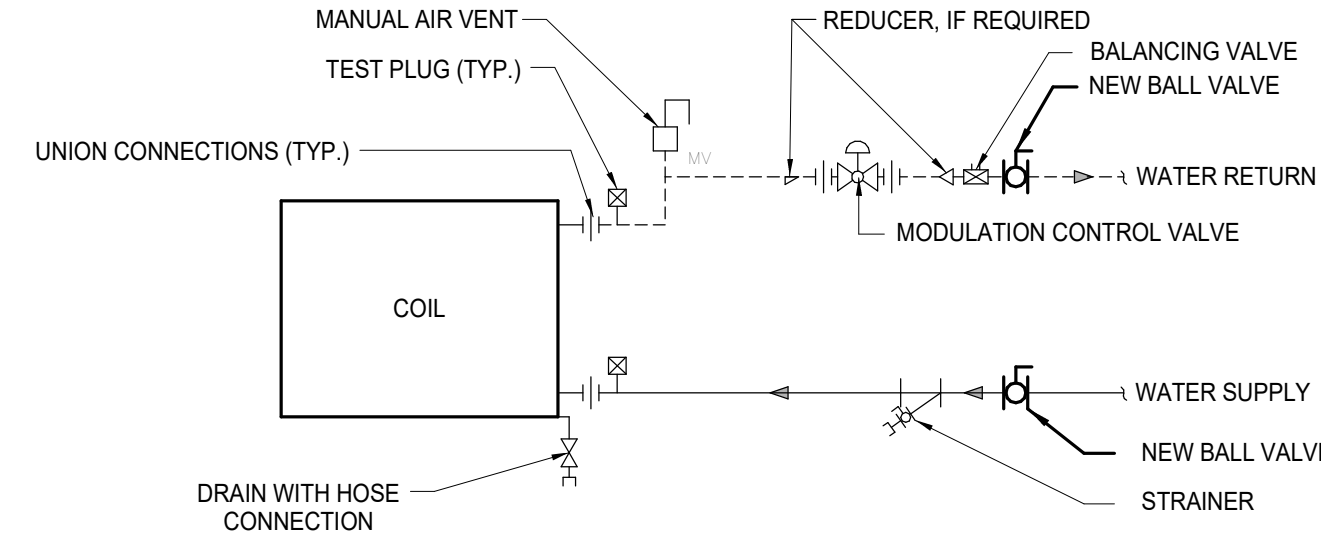 MANUAL AIR VENT
REDUCER, IF REQUIRED
TEST PLUG (TYP.)
BALANCING VALVE
NEW BALL VALVE
UNION CONNECTIONS (TYP.)
MV
WATER RETURN
MODULATION CONTROL VALVE
COIL
WATER SUPPLY
NEW BALL VALV
STRAINER
DRAIN WITH HOSE
CONNECTION